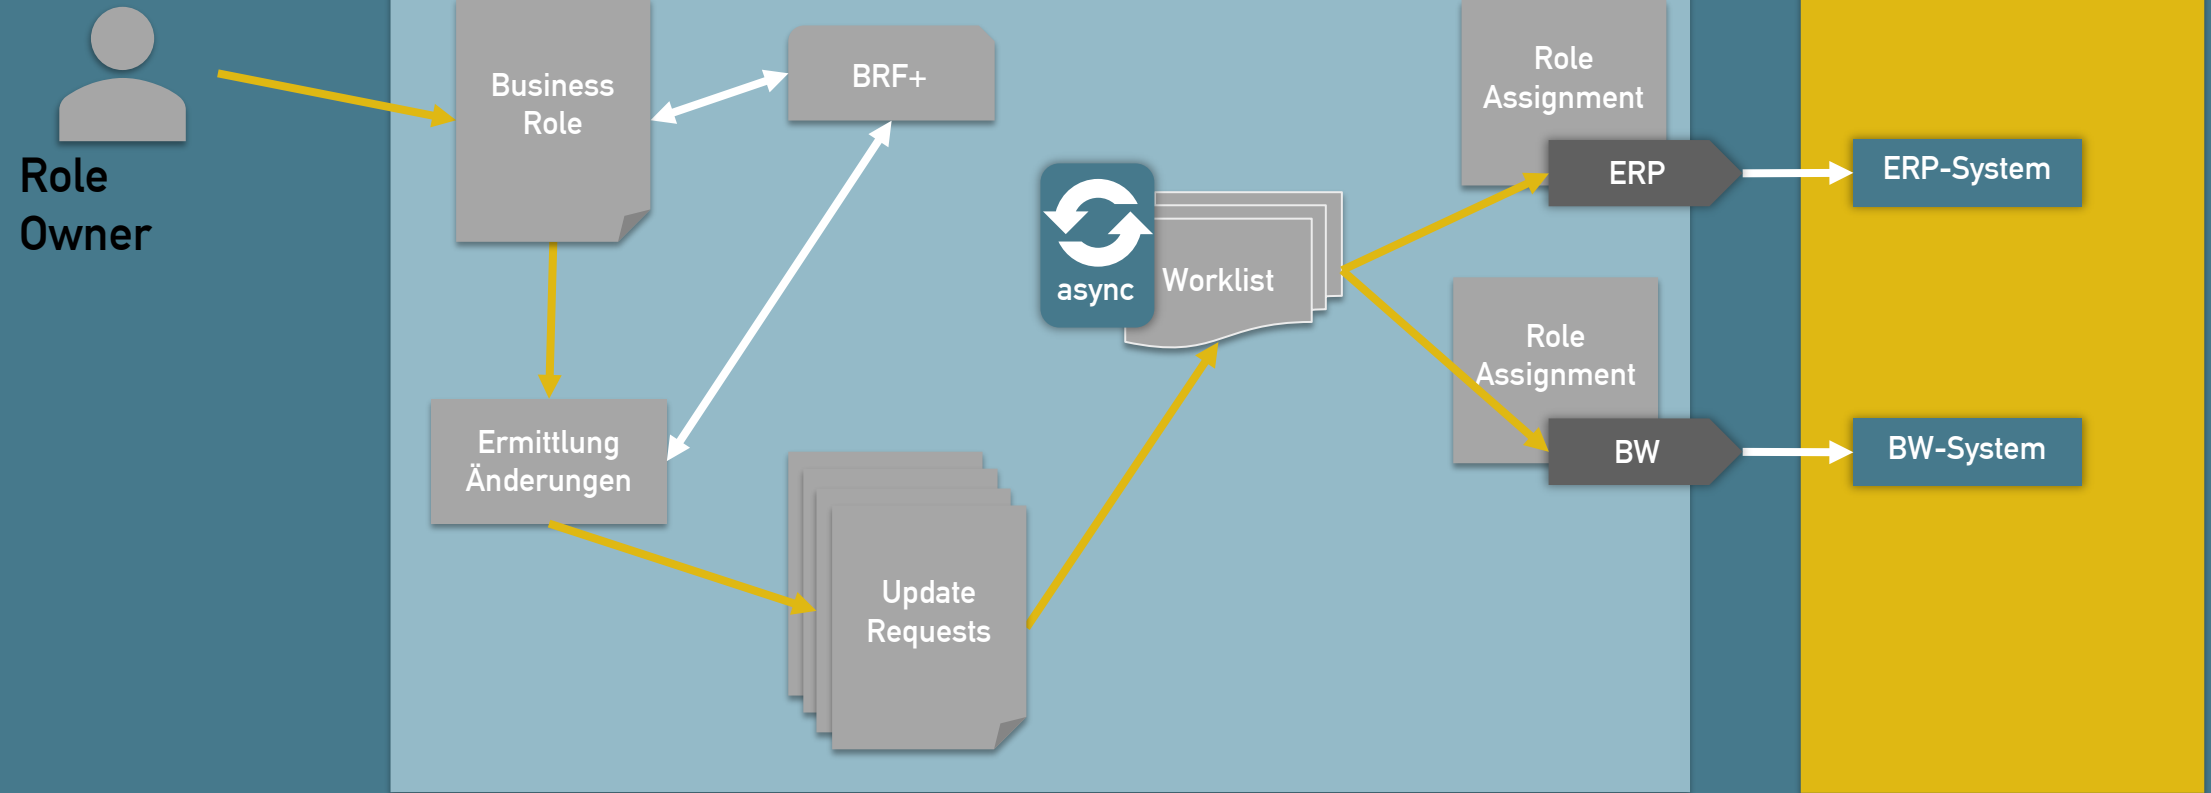 Role
Owner
Business
Role
BRF+
Ermittlung
Änderungen
Update
Requests
async
Worklist
Role
Assignment
ERP
ERP-System
Role
Assignment
BW
BW-System